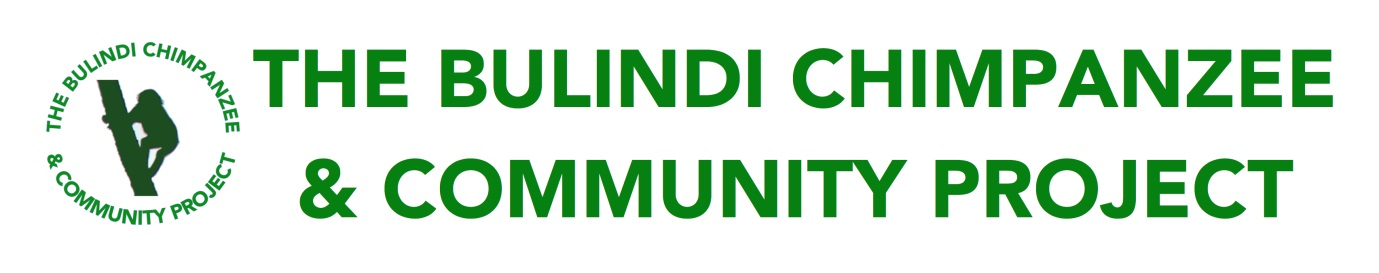 THE BULINDI CHIMPANZEE
& COMMUNITY PROJECT
THE BULINDI CHIMPANZEE
& COMMUNITY PROJECT